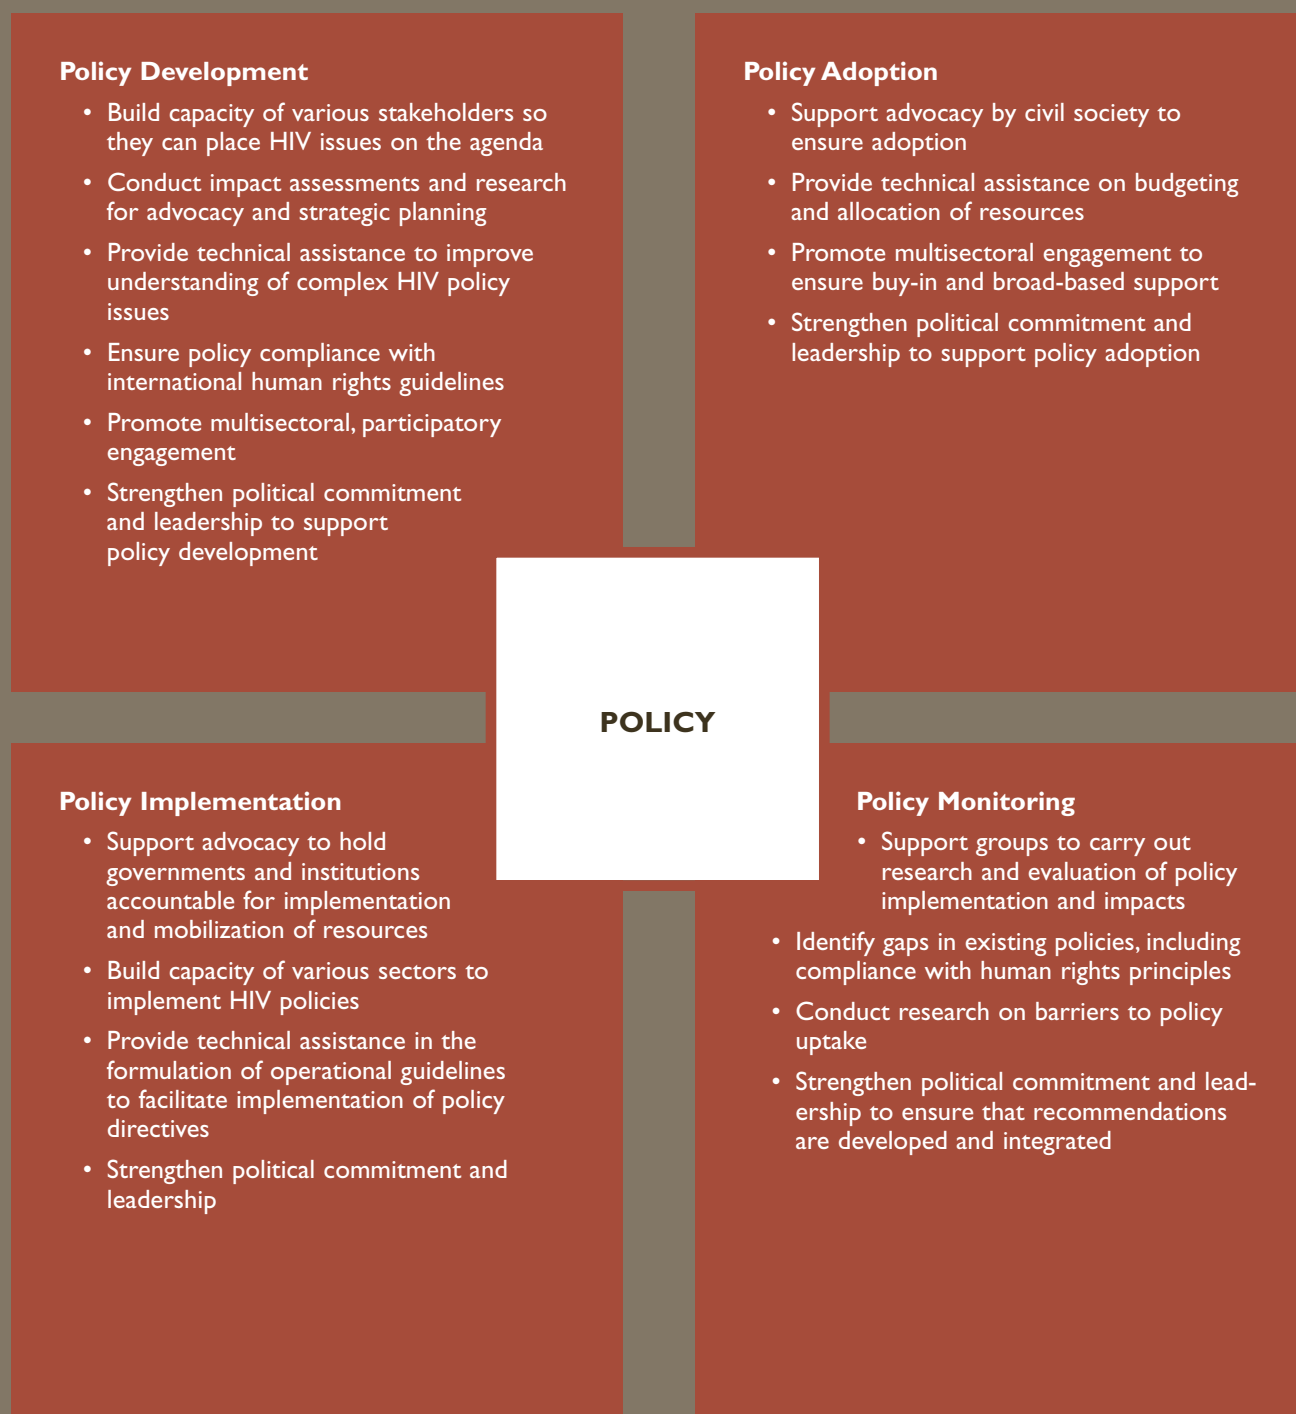 Policy Development
• Build capacity of various stakeholders so
they can place HIV issues on the agenda
• Conduct impact assessments and research
for advocacy and strategic planning
• Provide technical assistance to improve
understanding of complex HIV policy
issues
• Ensure policy compliance with
international human rights guidelines
• Promote multisectoral, participatory
engagement
• Strengthen political commitment
and leadership to support
policy development
Policy Adoption
• Support advocacy by civil society to
ensure adoption
• Provide technical assistance on budgeting
and allocation of resources
• Promote multisectoral engagement to
ensure buy-in and broad-based support
• Strengthen political commitment and
leadership to support policy adoption
POLICY
Policy Implementation
• Support advocacy to hold
governments and institutions
accountable for implementation
and mobilization of resources
• Build capacity of various sectors to
implement HIV policies
• Provide technical assistance in the
formulation of operational guidelines
to facilitate implementation of policy
directives
• Strengthen political commitment and
leadership
Policy Monitoring
• Support groups to carry out
research and evaluation of policy
implementation and impacts
• Identify gaps in existing policies, including
compliance with human rights principles
• Conduct research on barriers to policy
uptake
• Strengthen political commitment and lead-
ership to ensure that recommendations
are developed and integrated